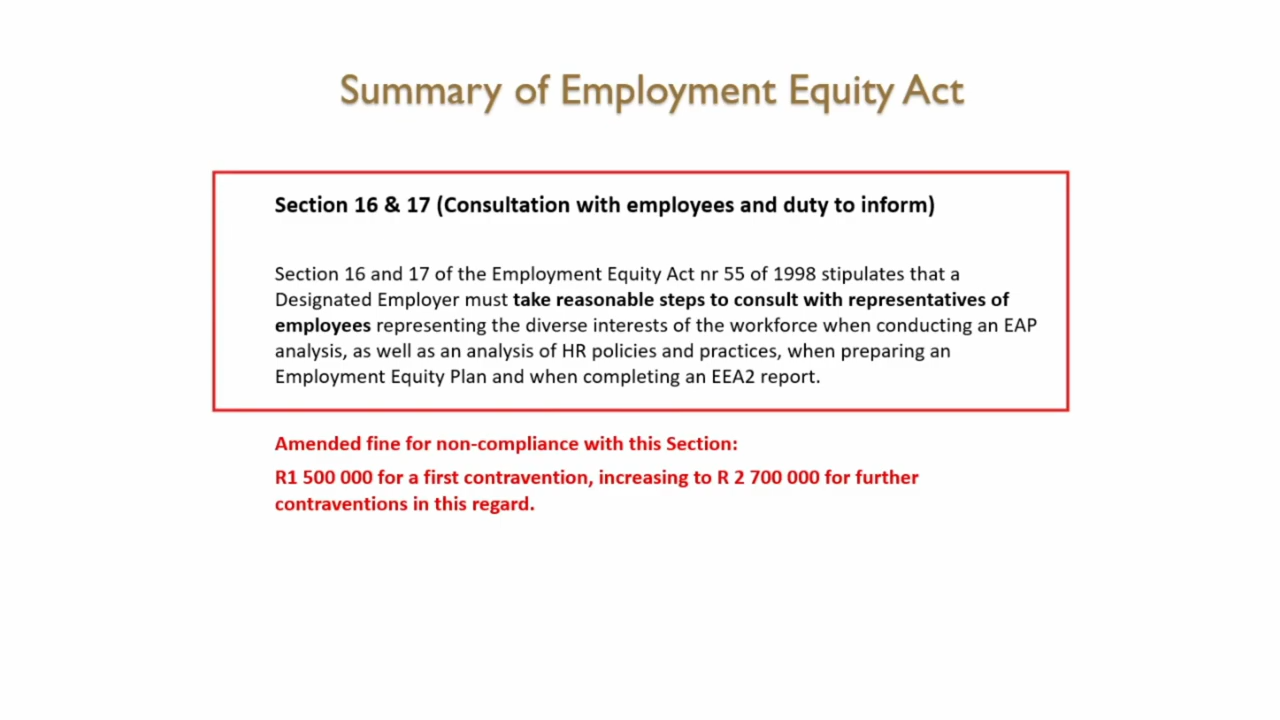 Summary of Employment Equity Act
Section 16 & 17 (Consultation with employees and duty to inform)
Section 16 and 17 of the Employment Equity Act nr 55 of 1998 stipulates that a
Designated Employer must take reasonable steps to consult with representatives of
employees representing the diverse interests of the workforce when conducting an EAP
analysis, as well as an analysis of HR policies and practices, when preparing an
Employment Equity Plan and when completing an EEA2 report.
Amended fine for non-compliance with this Section:
R1 500 000 for a first contravention, increasing to R 2 700 000 for further
contraventions in this regard.